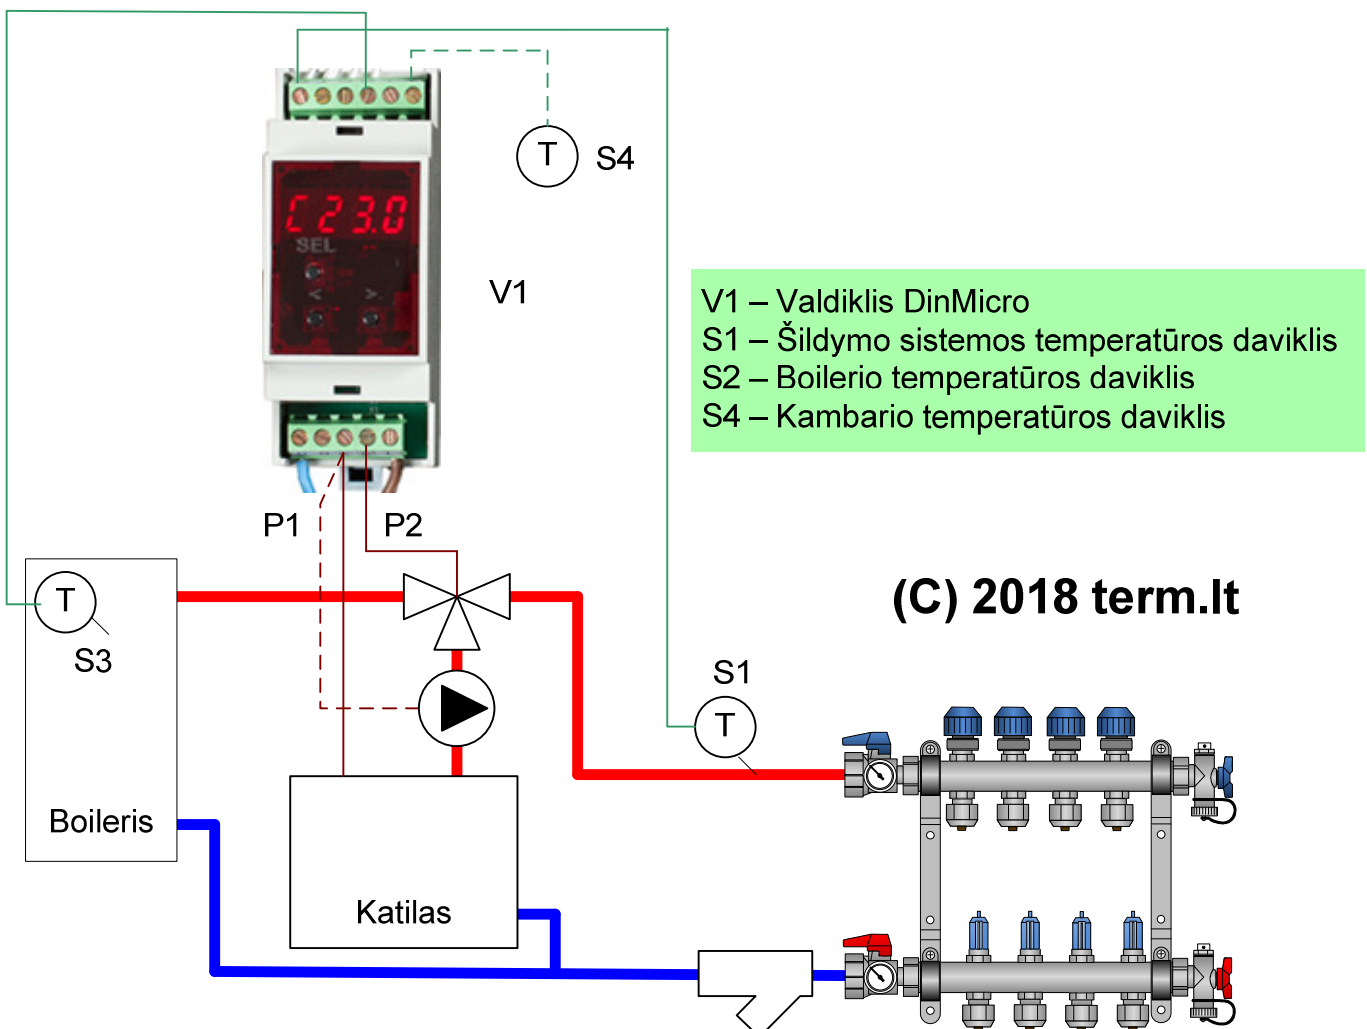 T
S4
C23.0
SEL
< >
V1
V1 – Valdiklis DinMicro
S1 – Šildymo sistemos temperatūros daviklis
S2 – Boilerio temperatūros daviklis
S4 – Kambario temperatūros daviklis
P1
P2
T
S3
(C) 2018 term.lt
S1
T
Boileris
Katilas